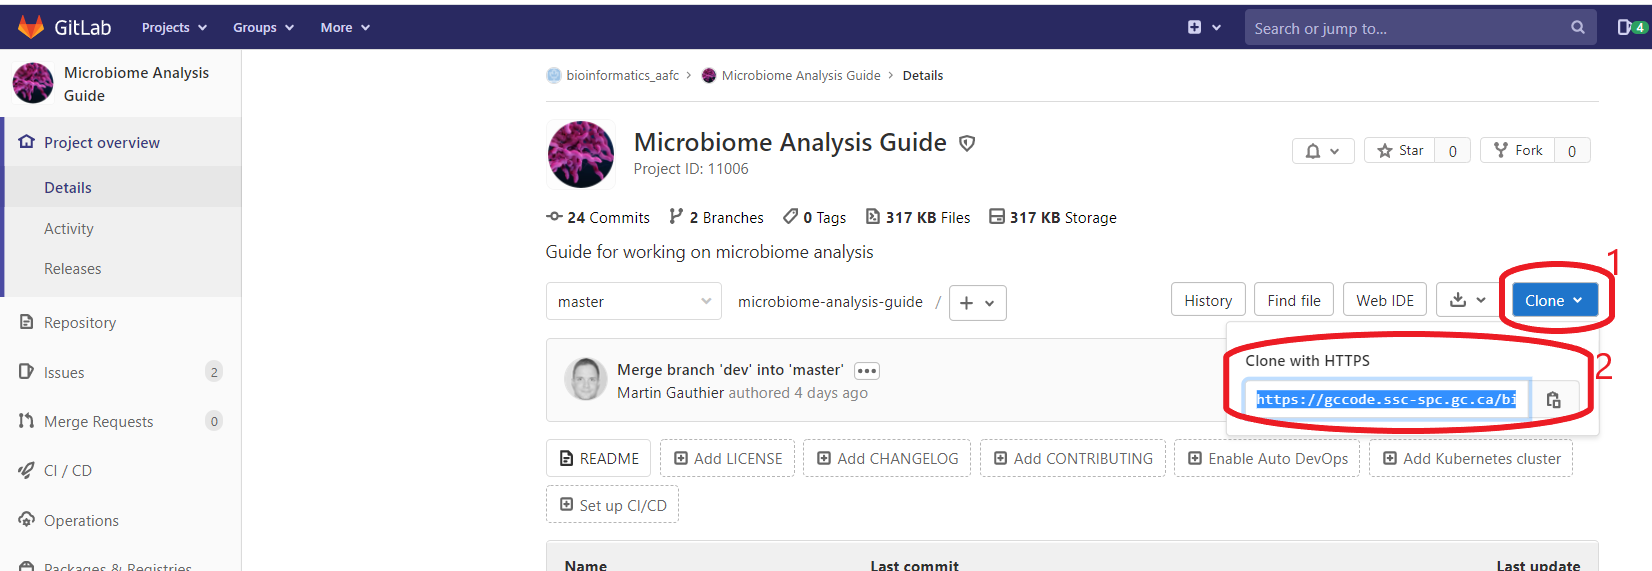 GitLab Projects Groups More Search or jump to... 4
Microbiome Analysis
Guide
Project overview
Details
Activity
Releases
Repository
Issues 2
Merge Requests 0
CI / CD
Operations
Packages & Registries
bioinformatics_aafc > Microbiome Analysis Guide > Details
Microbiome Analysis Guide
Project ID: 11006
Star 0 Fork 0
24 Commits 2 Branches 0 Tags 317 KB Files 317 KB Storage
Guide for working on microbiome analysis
1
master microbiome-analysis-guide / + History Find file Web IDE Clone
Merge branch 'dev' into 'master'
Martin Gauthier authored 4 days ago
2
Clone with HTTPS
https://gccode.ssc-spc.gc.ca/bi
README Add LICENSE Add CHANGELOG Add CONTRIBUTING Enable Auto DevOps Add Kubernetes cluster
Set up CI/CD
Name Last commit Last update